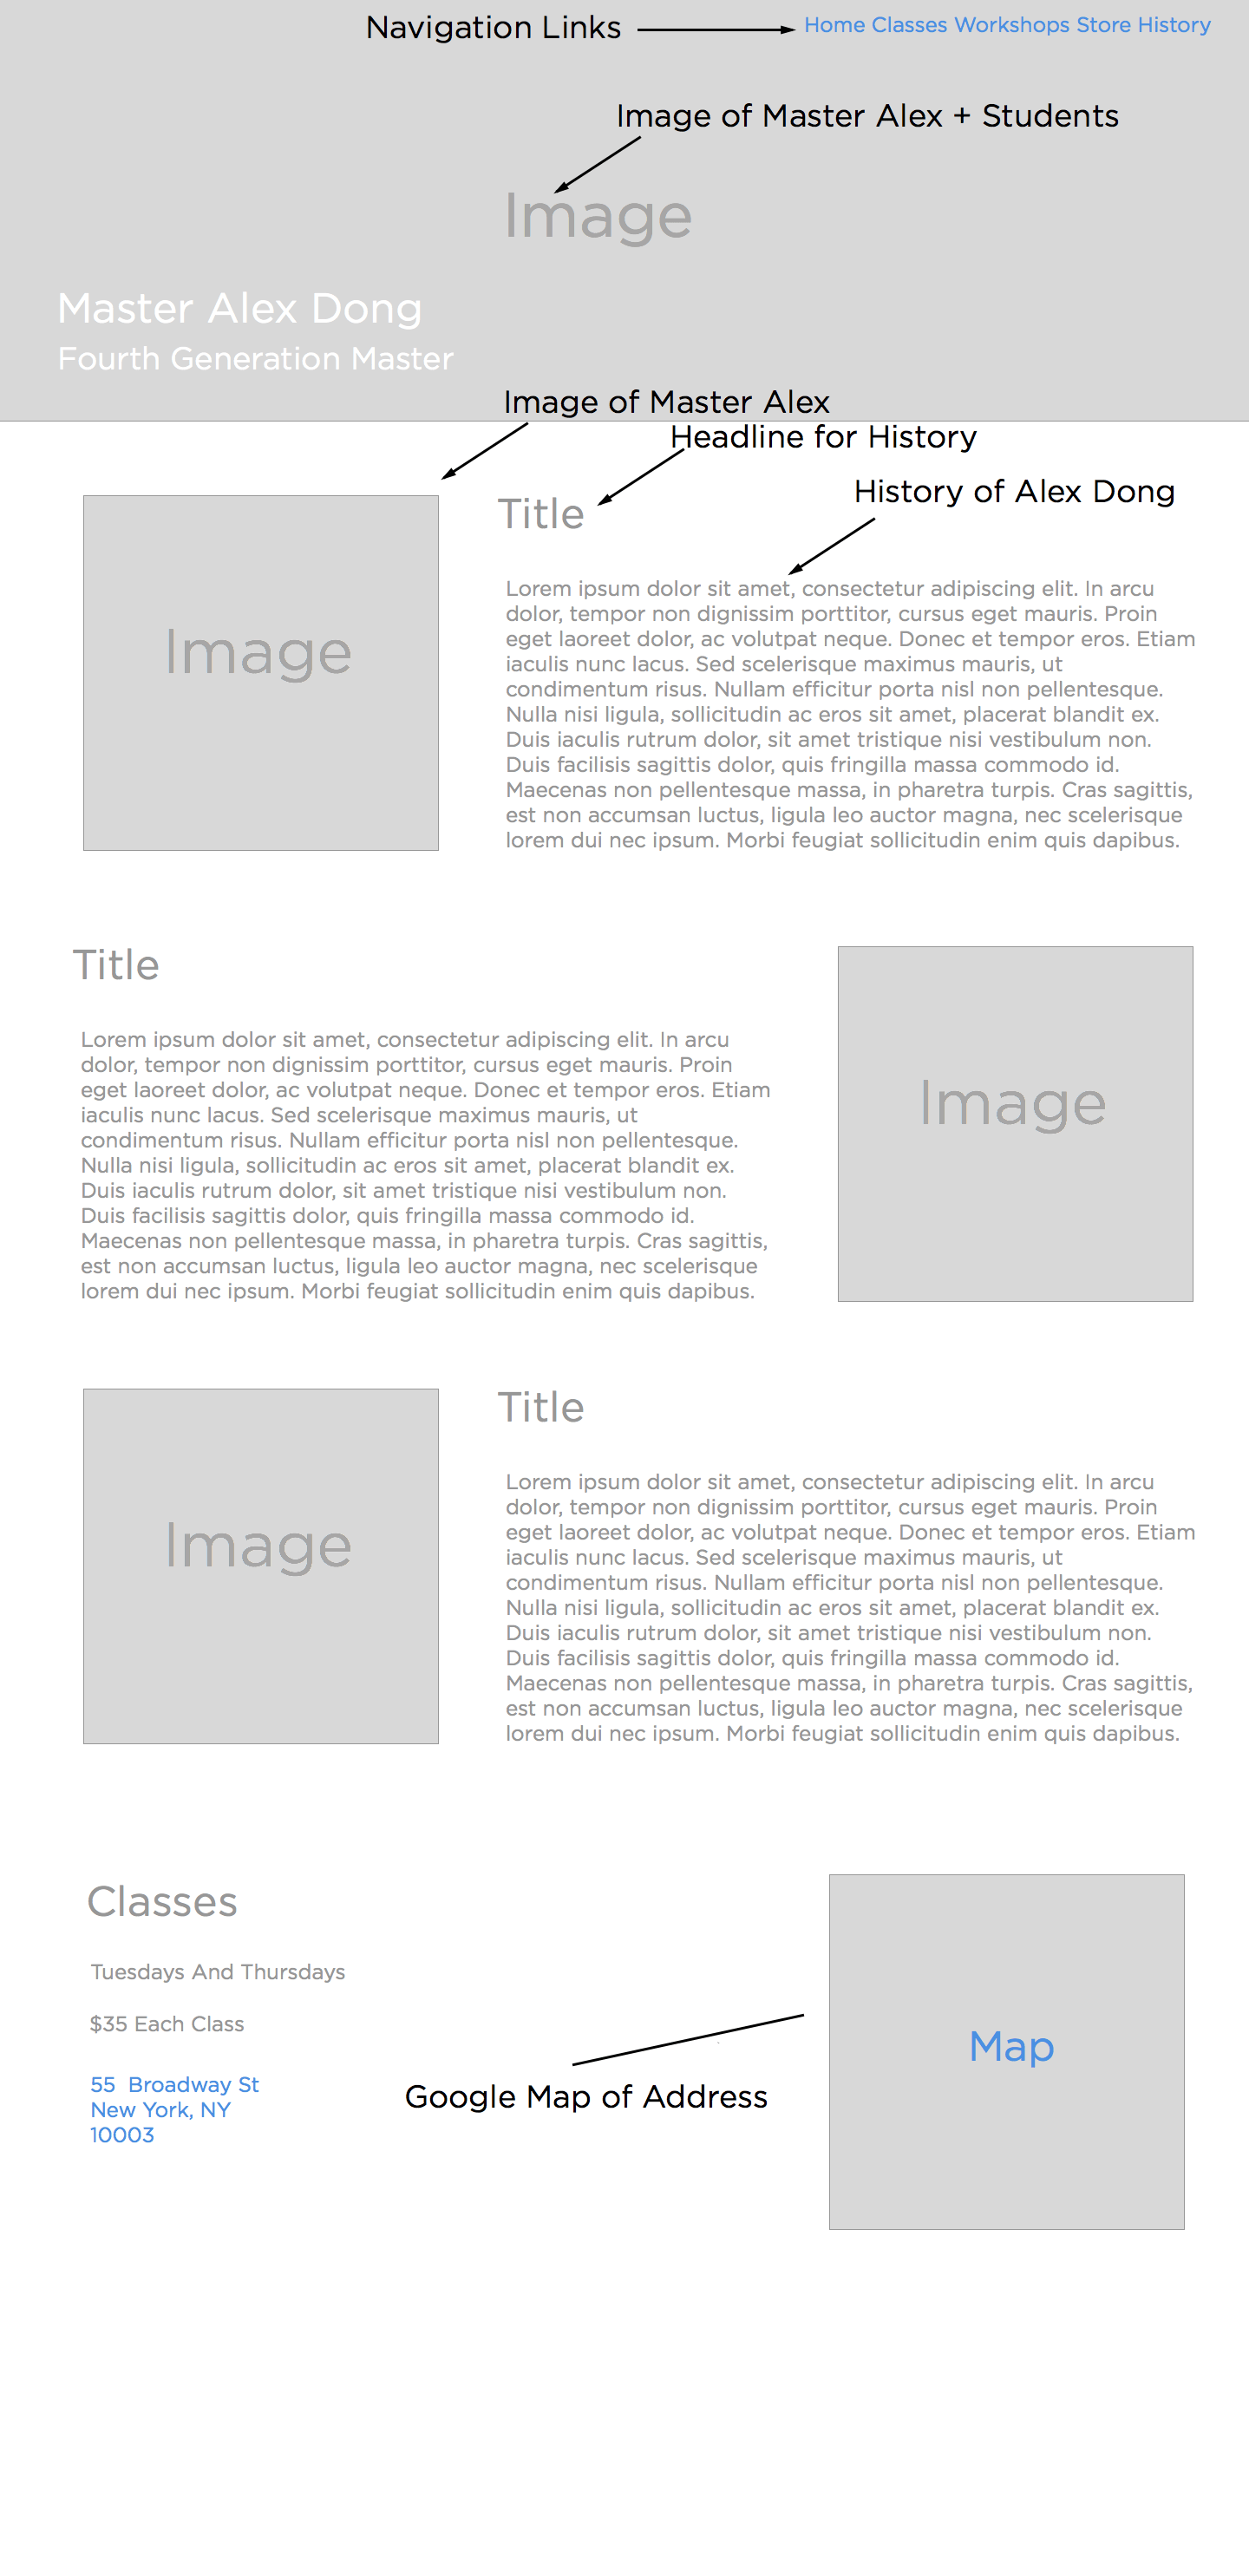 Navigation Links
Home Classes Workshops Store History
Image of Master Alex + Students
Image
Master Alex Dong
Fourth Generation Master
Image of Master Alex
Headline for History
History of Alex Dong
Image
Title
Lorem ipsum dolor sit amet, consectetur adipiscing elit. In arcu
dolor, tempor non dignissim porttitor, cursus eget mauris. Proin
eget laoreet dolor, ac volutpat neque. Donec et tempor eros. Etiam
iaculis nunc lacus. Sed scelerisque maximus mauris, ut
condimentum risus. Nullam efficitur porta nisl non pellentesque.
Nulla nisi ligula, sollicitudin ac eros sit amet, placerat blandit ex.
Duis iaculis rutrum dolor, sit amet tristique nisi vestibulum non.
Duis facilisis sagittis dolor, quis fringilla massa commodo id.
Maecenas non pellentesque massa, in pharetra turpis. Cras sagittis,
est non accumsan luctus, ligula leo auctor magna, nec scelerisque
lorem dui nec ipsum. Morbi feugiat sollicitudin enim quis dapibus.
Title
Lorem ipsum dolor sit amet, consectetur adipiscing elit. In arcu
dolor, tempor non dignissim porttitor, cursus eget mauris. Proin
eget laoreet dolor, ac volutpat neque. Donec et tempor eros. Etiam
iaculis nunc lacus. Sed scelerisque maximus mauris, ut
condimentum risus. Nullam efficitur porta nisl non pellentesque.
Nulla nisi ligula, sollicitudin ac eros sit amet, placerat blandit ex.
Duis iaculis rutrum dolor, sit amet tristique nisi vestibulum non.
Duis facilisis sagittis dolor, quis fringilla massa commodo id.
Maecenas non pellentesque massa, in pharetra turpis. Cras sagittis,
est non accumsan luctus, ligula leo auctor magna, nec scelerisque
lorem dui nec ipsum. Morbi feugiat sollicitudin enim quis dapibus.
Image
Image
Title
Lorem ipsum dolor sit amet, consectetur adipiscing elit. In arcu
dolor, tempor non dignissim porttitor, cursus eget mauris. Proin
eget laoreet dolor, ac volutpat neque. Donec et tempor eros. Etiam
iaculis nunc lacus. Sed scelerisque maximus mauris, ut
condimentum risus. Nullam efficitur porta nisl non pellentesque.
Nulla nisi ligula, sollicitudin ac eros sit amet, placerat blandit ex.
Duis iaculis rutrum dolor, sit amet tristique nisi vestibulum non.
Duis facilisis sagittis dolor, quis fringilla massa commodo id.
Maecenas non pellentesque massa, in pharetra turpis. Cras sagittis,
est non accumsan luctus, ligula leo auctor magna, nec scelerisque
lorem dui nec ipsum. Morbi feugiat sollicitudin enim quis dapibus.
Classes
Tuesdays And Thursdays
$35 Each Class
55  Broadway St
New York, NY
10003
Google Map of Address
Map